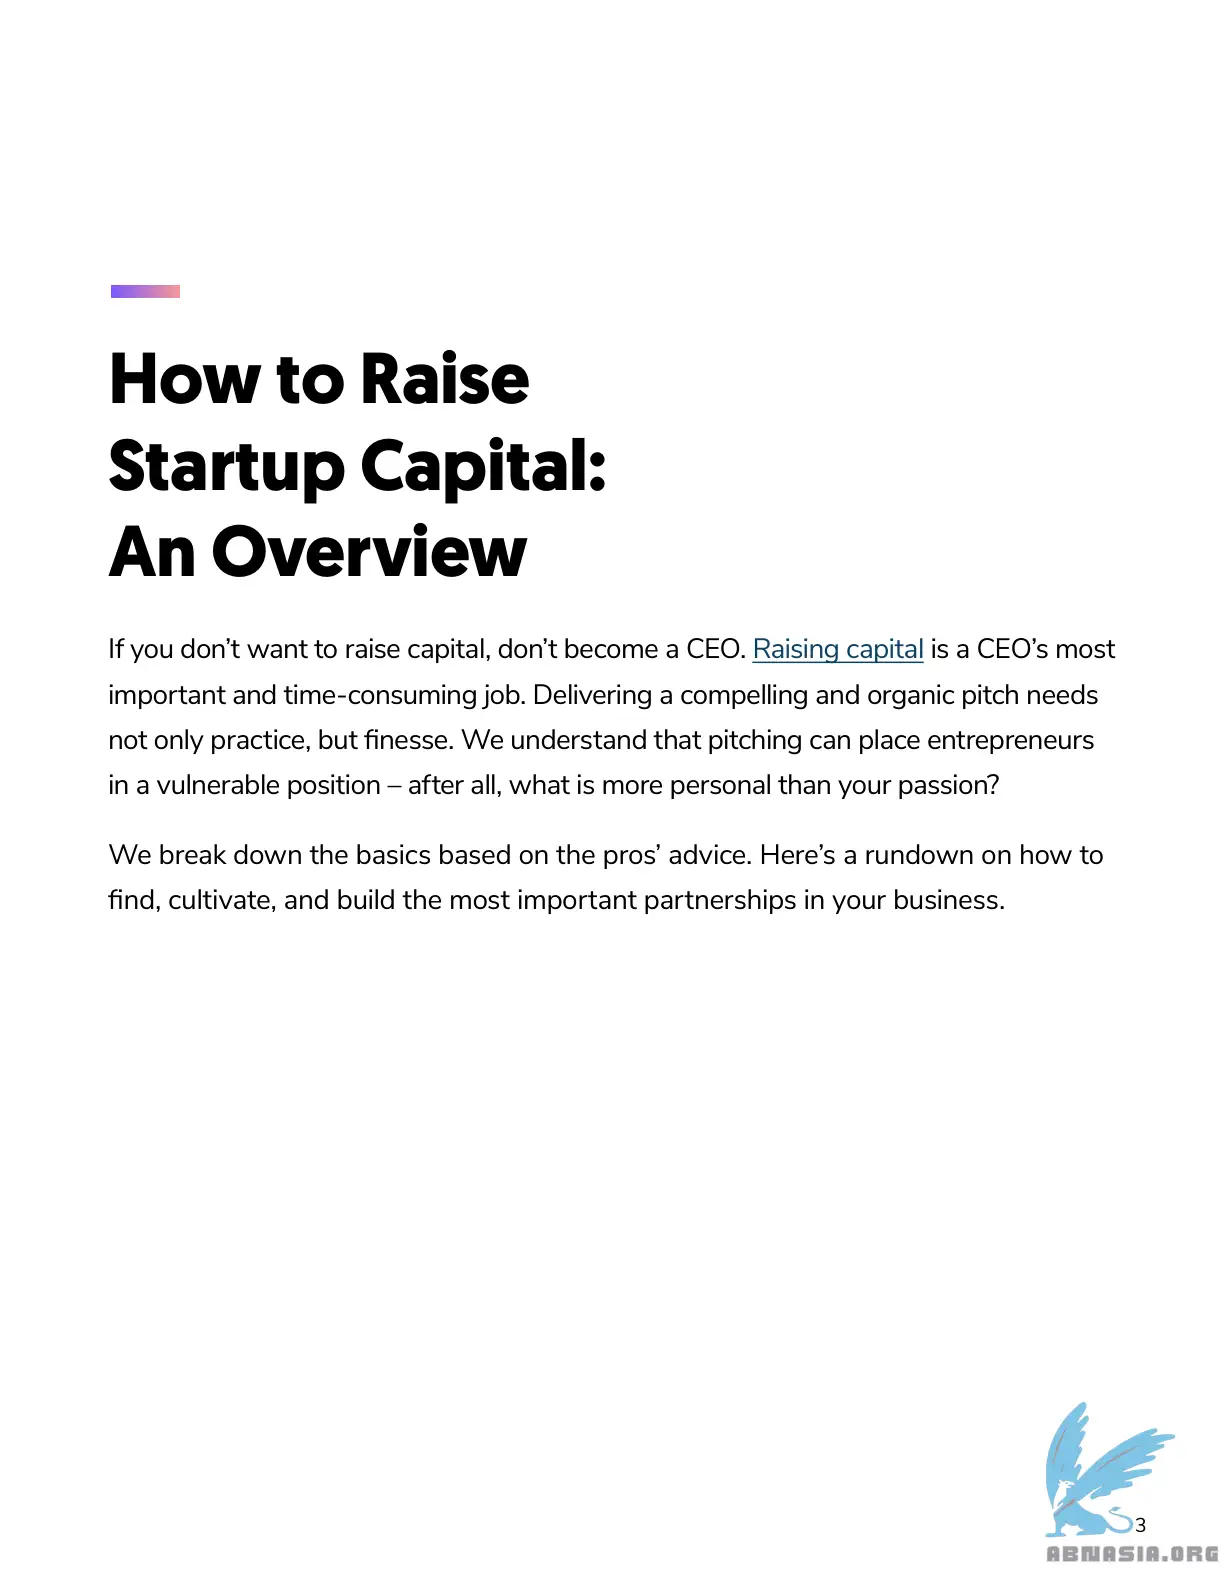 How to Raise
Startup Capital:
An Overview
If you don’t want to raise capital, don’t become a CEO. Raising capital is a CEO’s most
important and time-consuming job. Delivering a compelling and organic pitch needs
not only practice, but finesse. We understand that pitching can place entrepreneurs
in a vulnerable position – after all, what is more personal than your passion?
We break down the basics based on the pros’ advice. Here’s a rundown on how to
find, cultivate, and build the most important partnerships in your business.
3
ABNASIA.ORG